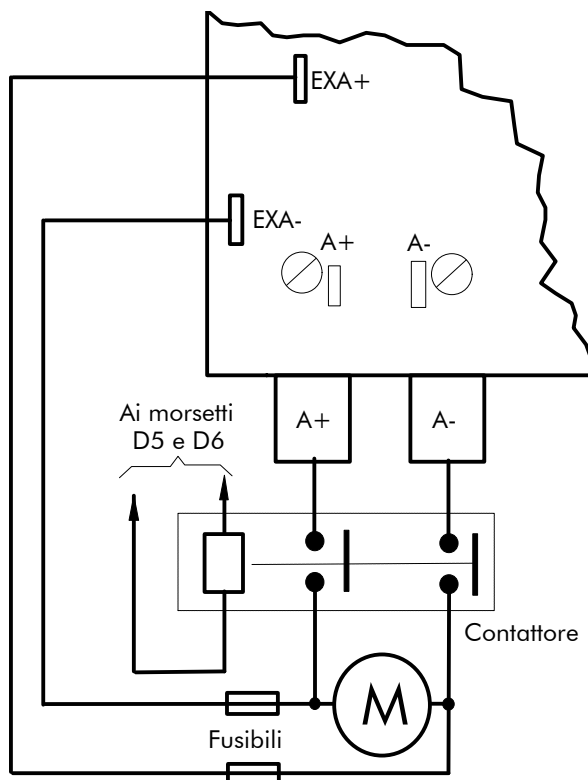 EXA+
EXA-
A+
A-
Ai morsetti
D5 e D6
A+
A-
Contattore
M
Fusibili